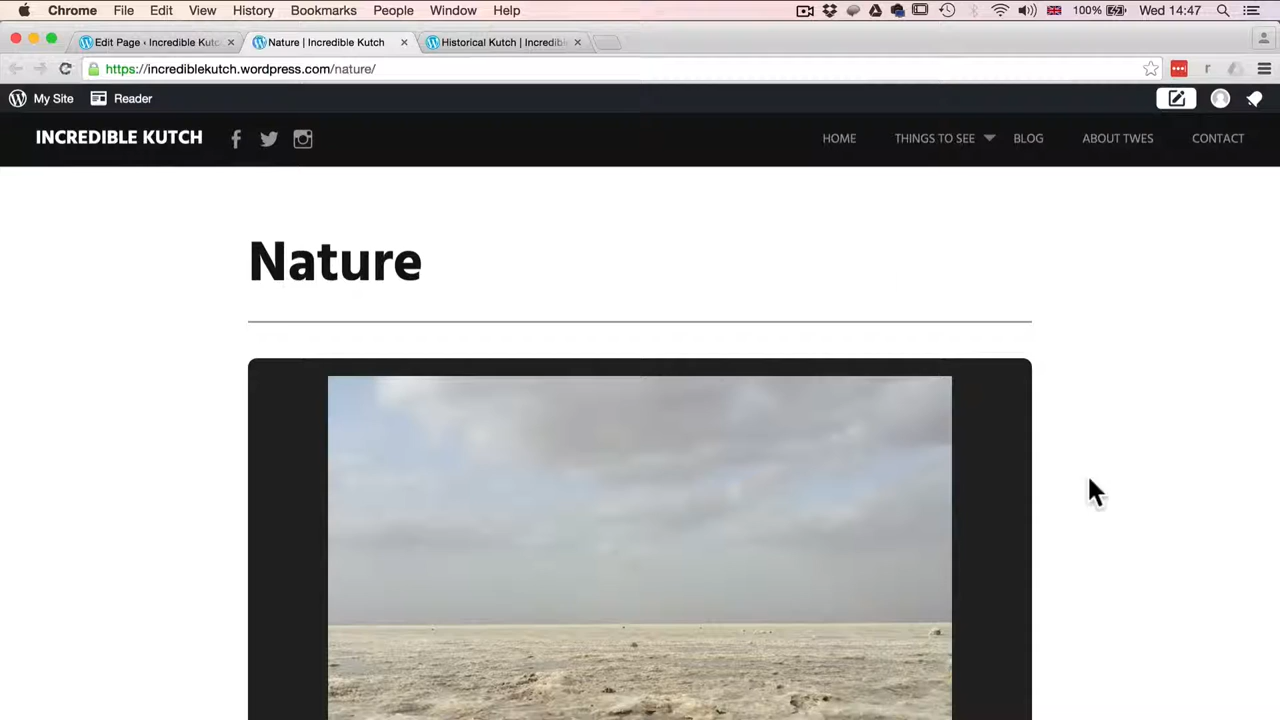 Chrome File Edit View History Bookmarks People Window Help 100% Wed 14:47
Edit Page ‹ Incredible Kutc Nature | Incredible Kutch Historical Kutch | Incredib
https://incrediblekutch.wordpress.com/nature/ r
My Site Reader
INCREDIBLE KUTCH HOME THINGS TO SEE BLOG ABOUT TWES CONTACT
Nature